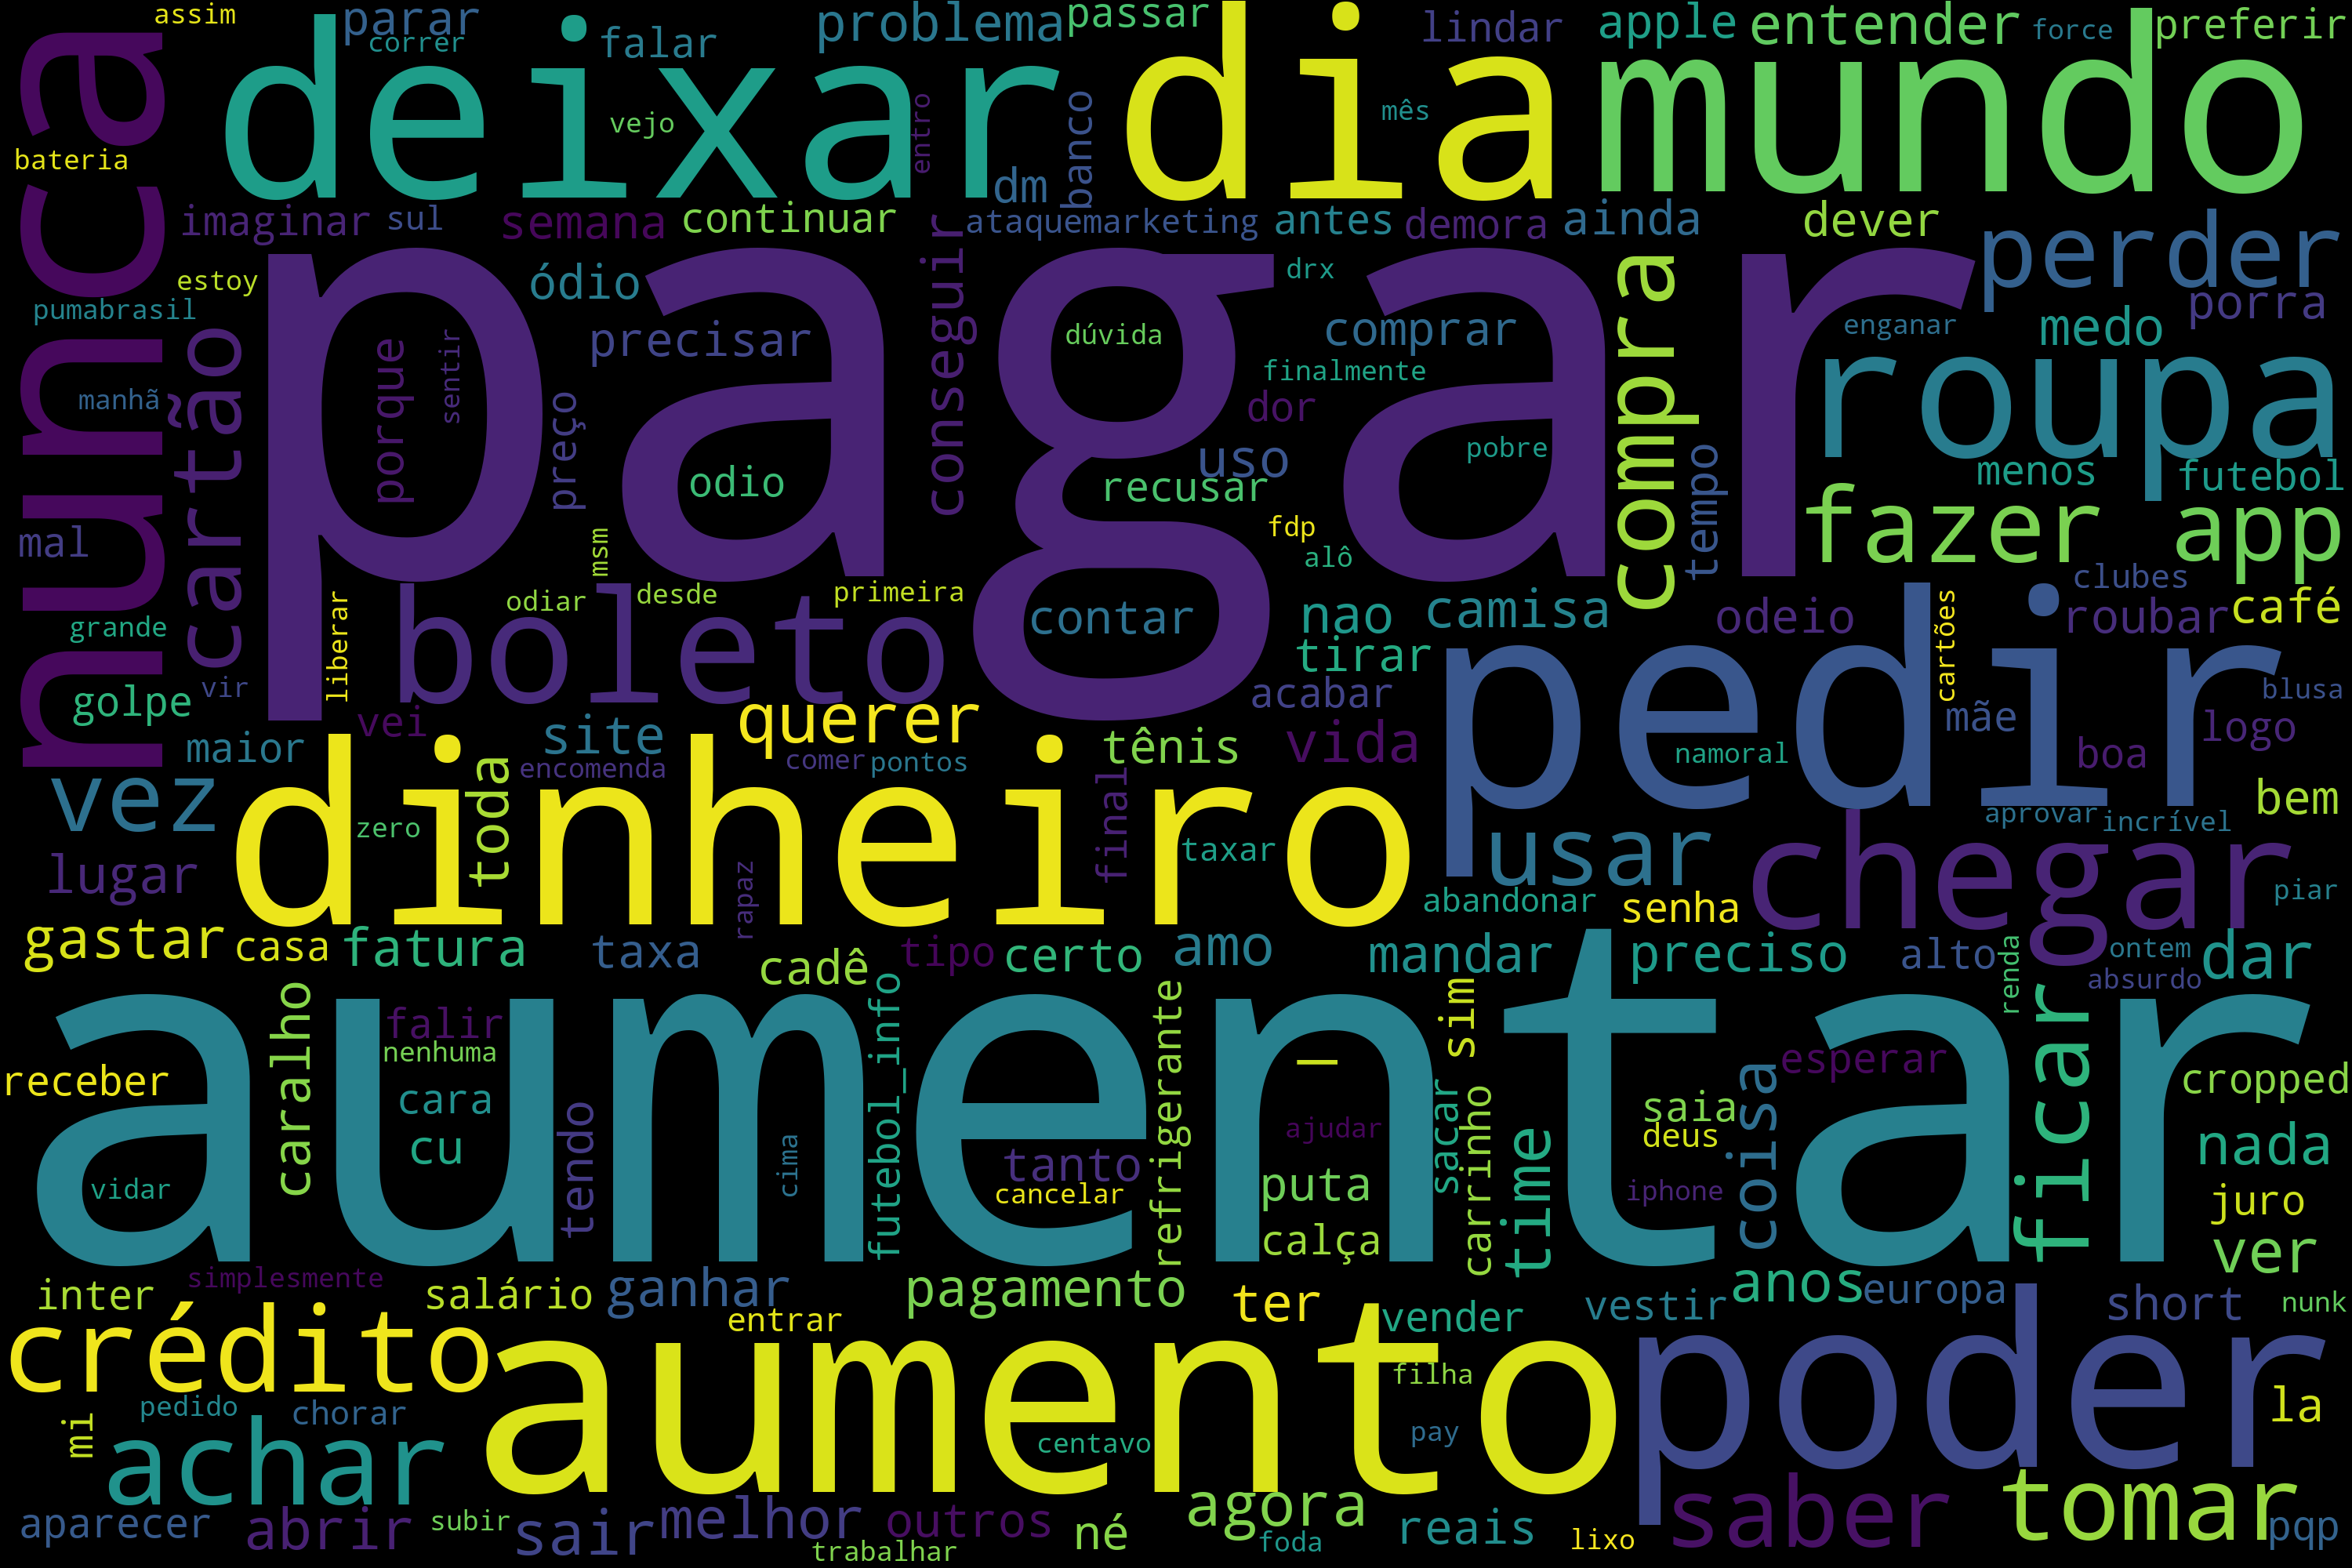 assim
parar
correr
falar
problema
passar
lindar
apple
entender
force
preferir
nunca
deixar
dia
mundo
vejo
entro
banco
mês
dm
bateria
imaginar
sul
semana
continuar
ataquemarketing
antes
demora
ainda
dever
perder
pagar
estoy
ódio
conseguir
drx
compra
pumabrasil
porra
cartão
porque
sentir
precisar
dúvida
comprar
enganar
medo
roupa
manhã
preço
finalmente
dor
odio
uso
pobre
tempo
menos
futebol
recusar
mal
msm
fdp
alô
fazer
app
clubes
liberar
boleto
odiar
desde
primeira
contar
nao
camisa
odeio
cartões
roubar
café
grande
tirar
pedir
golpe
vir
acabar
blusa
vei
querer
mãe
logo
maior
site
tênis
vida
namoral
boa
vez
toda
encomenda
comer
pontos
final
bem
dinheiro
zero
taxar
usar
aprovar
incrível
chegar
lugar
rapaz
abandonar
senha
piar
gastar
casa
fatura
taxa
cadê
tipo
certo
amo
mandar
preciso
alto
renda
ontem
absurdo
dar
aumentar
caralho
falir
nenhuma
futebol_info
refrigerante
_
sim
ficar
receber
cara
cu
tendo
cima
tanto
cancelar
ajudar
puta
calça
sacar
carrinho
time
saia
deus
iphone
coisa
esperar
cropped
nada
vidar
juro
ver
inter
simplesmente
salário
ganhar
entrar
pagamento
ter
vender
vestir
anos
europa
short
nunk
crédito
aumento
filha
poder
pedido
chorar
mi
achar
centavo
pay
la
aparecer
abrir
subir
sair
melhor
trabalhar
outros
né
agora
foda
reais
lixo
saber
tomar
pqp